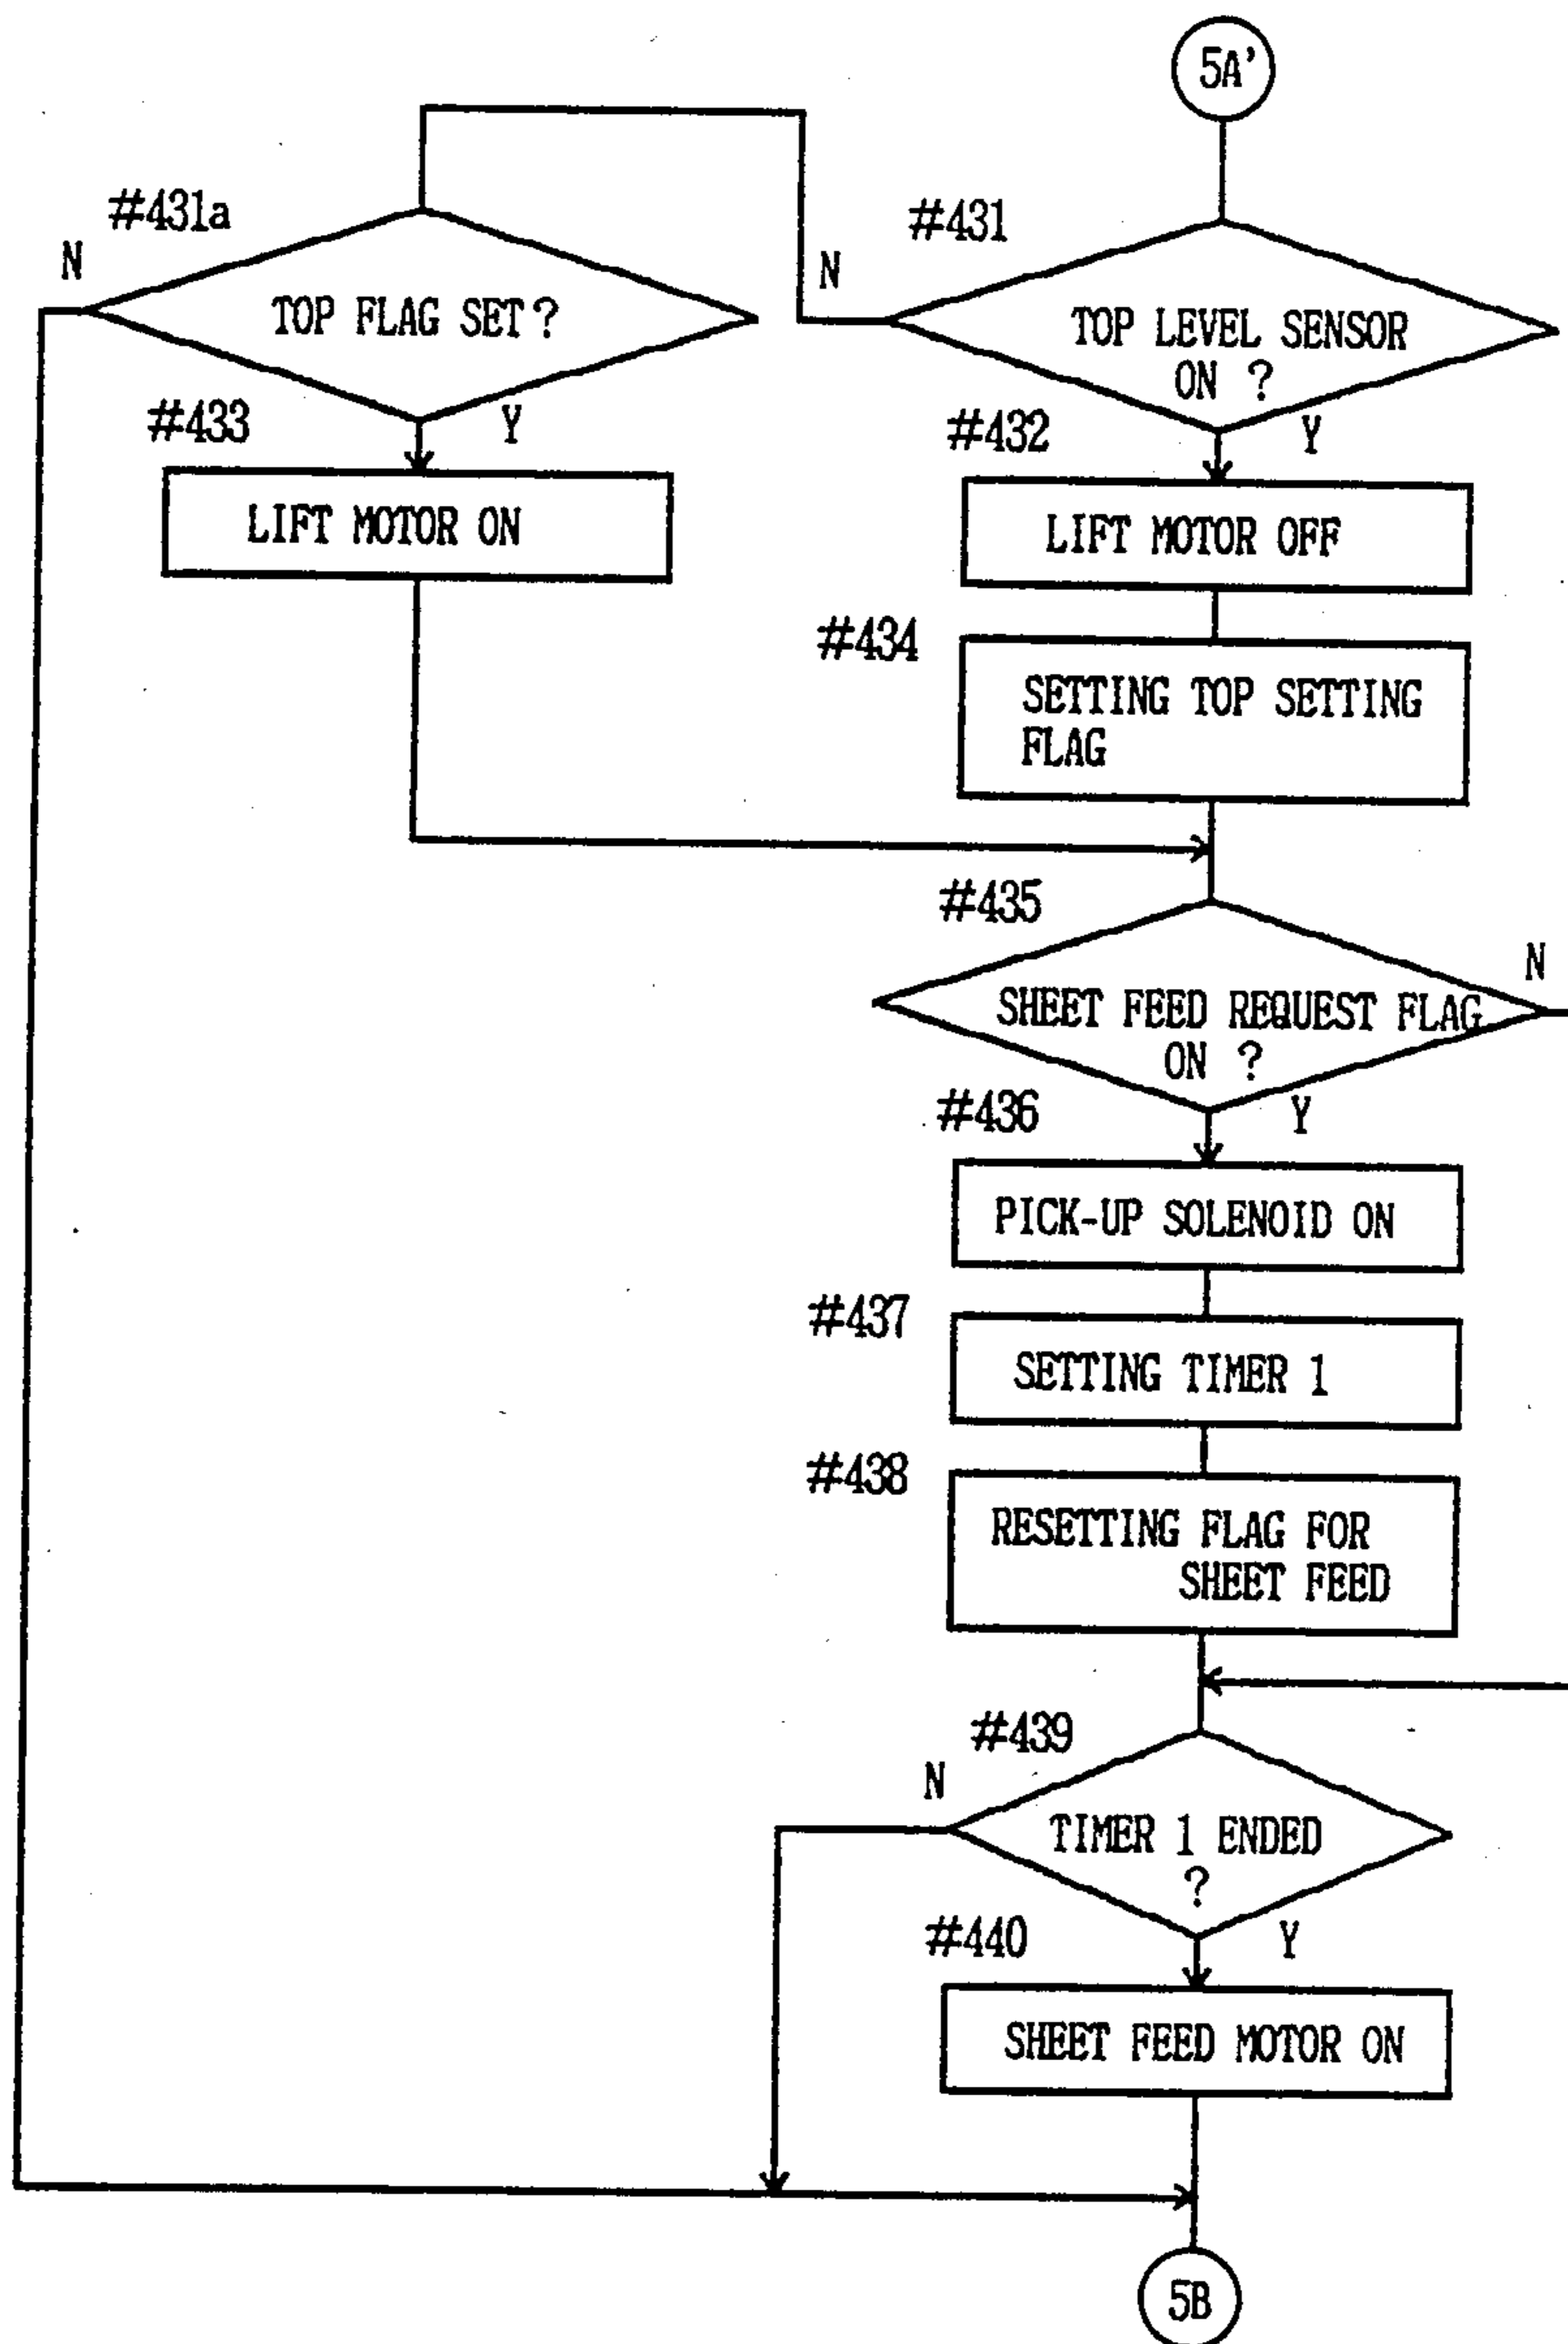 5A'
#431a
#431
N
N
TOP FLAG SET?
TOP LEVEL SENSOR
ON ?
#433
Y
#432
Y
LIFT MOTOR ON
LIFT MOTOR OFF
#434
SETTING TOP SETTING
FLAG
#435
N
SHEET FEED REQUEST FLAG
ON ?
#436
Y
PICK-UP SOLENOID ON
#437
SETTING TIMER 1
#438
RESETTING FLAG FOR
SHEET FEED
#439
N
TIMER 1 ENDED
?
#440
Y
SHEET FEED MOTOR ON
5B